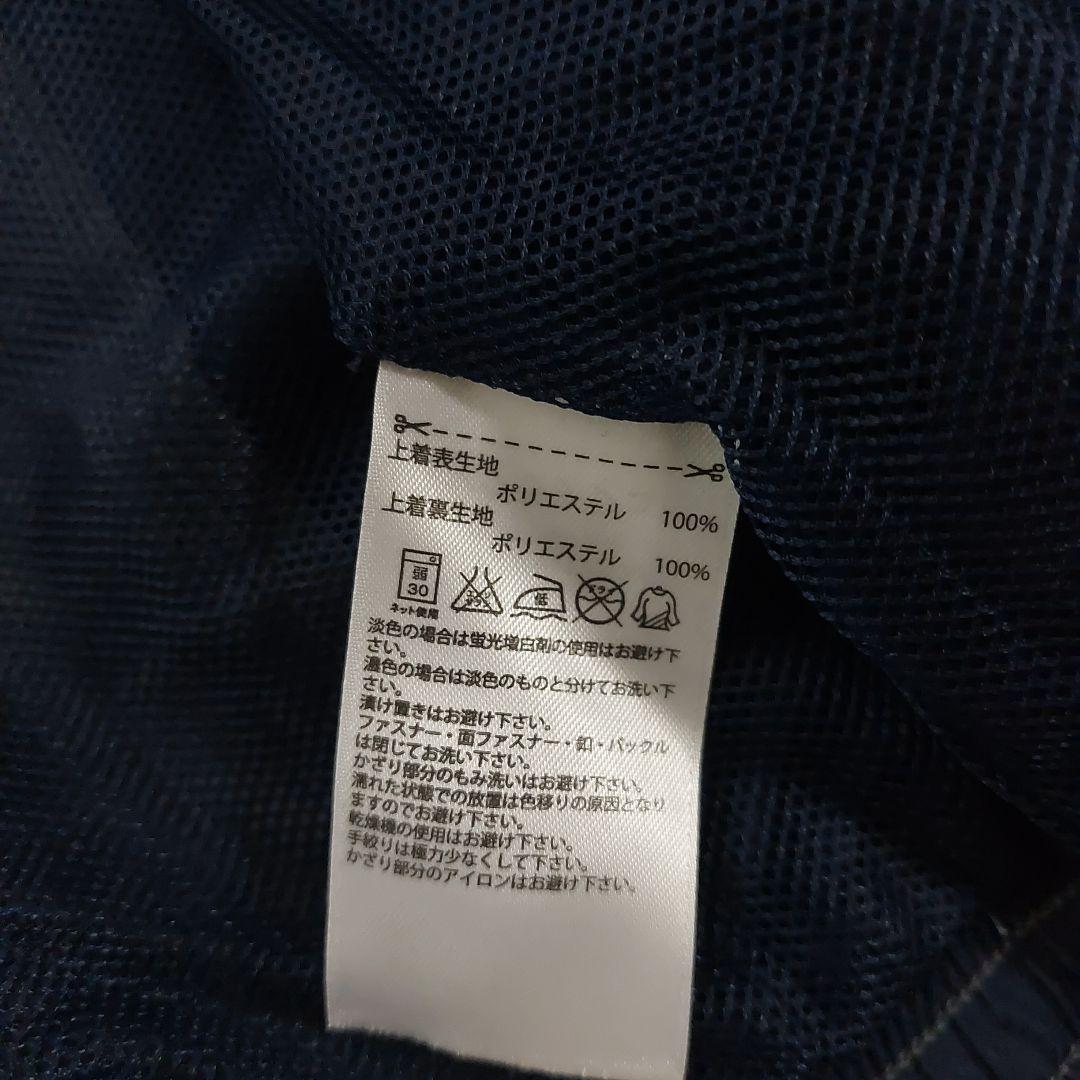 上着表生地
ポリエステル 100%
上着裏生地
ポリエステル 100%
弱
30
ネット使用
低
淡色の場合は蛍光増白剤の使用はお避け下
さい。
濃色の場合は淡色のものと分けてお洗い下
さい。
漬け置きはお避け下さい。
ファスナー・面ファスナー・釦・バックル
は閉じてお洗い下さい。
かざり部分のもみ洗いはお避け下さい。
濡れた状態での放置は色移りの原因となり
ますのでお避け下さい。
乾燥機の使用はお避け下さい。
手絞りは極力少なくして下さい。
かざり部分のアイロンはお避け下さい。